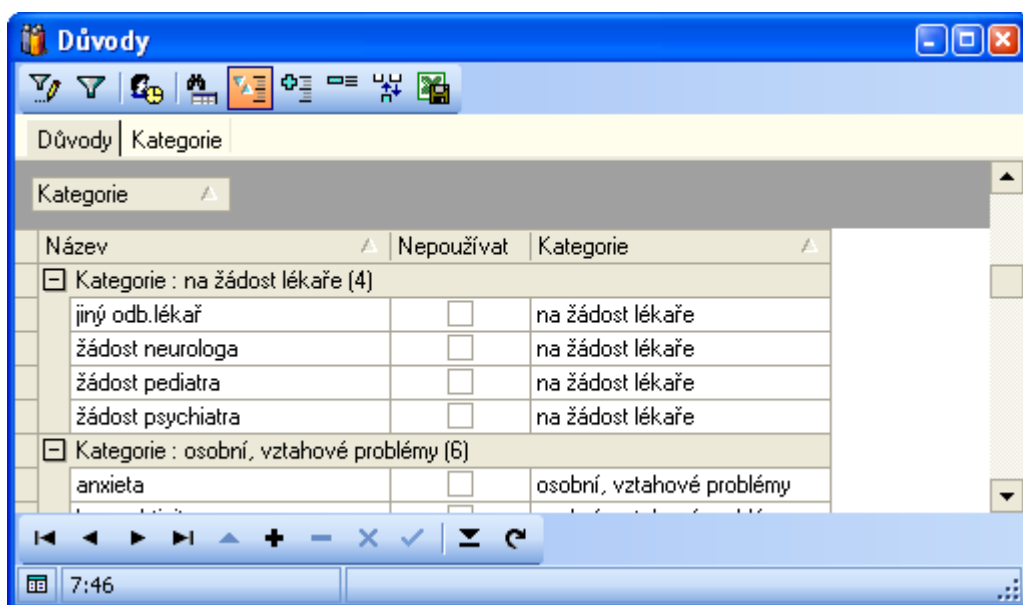 Důvody
Důvody Kategorie
Kategorie
Název Nepoužívat Kategorie
Kategorie : na žádost lékaře (4)
jiný odb.lékař na žádost lékaře
žádost neurologa na žádost lékaře
žádost pediatra na žádost lékaře
žádost psychiatra na žádost lékaře
Kategorie : osobní, vztahové problémy (6)
anxieta osobní, vztahové problémy
7:46